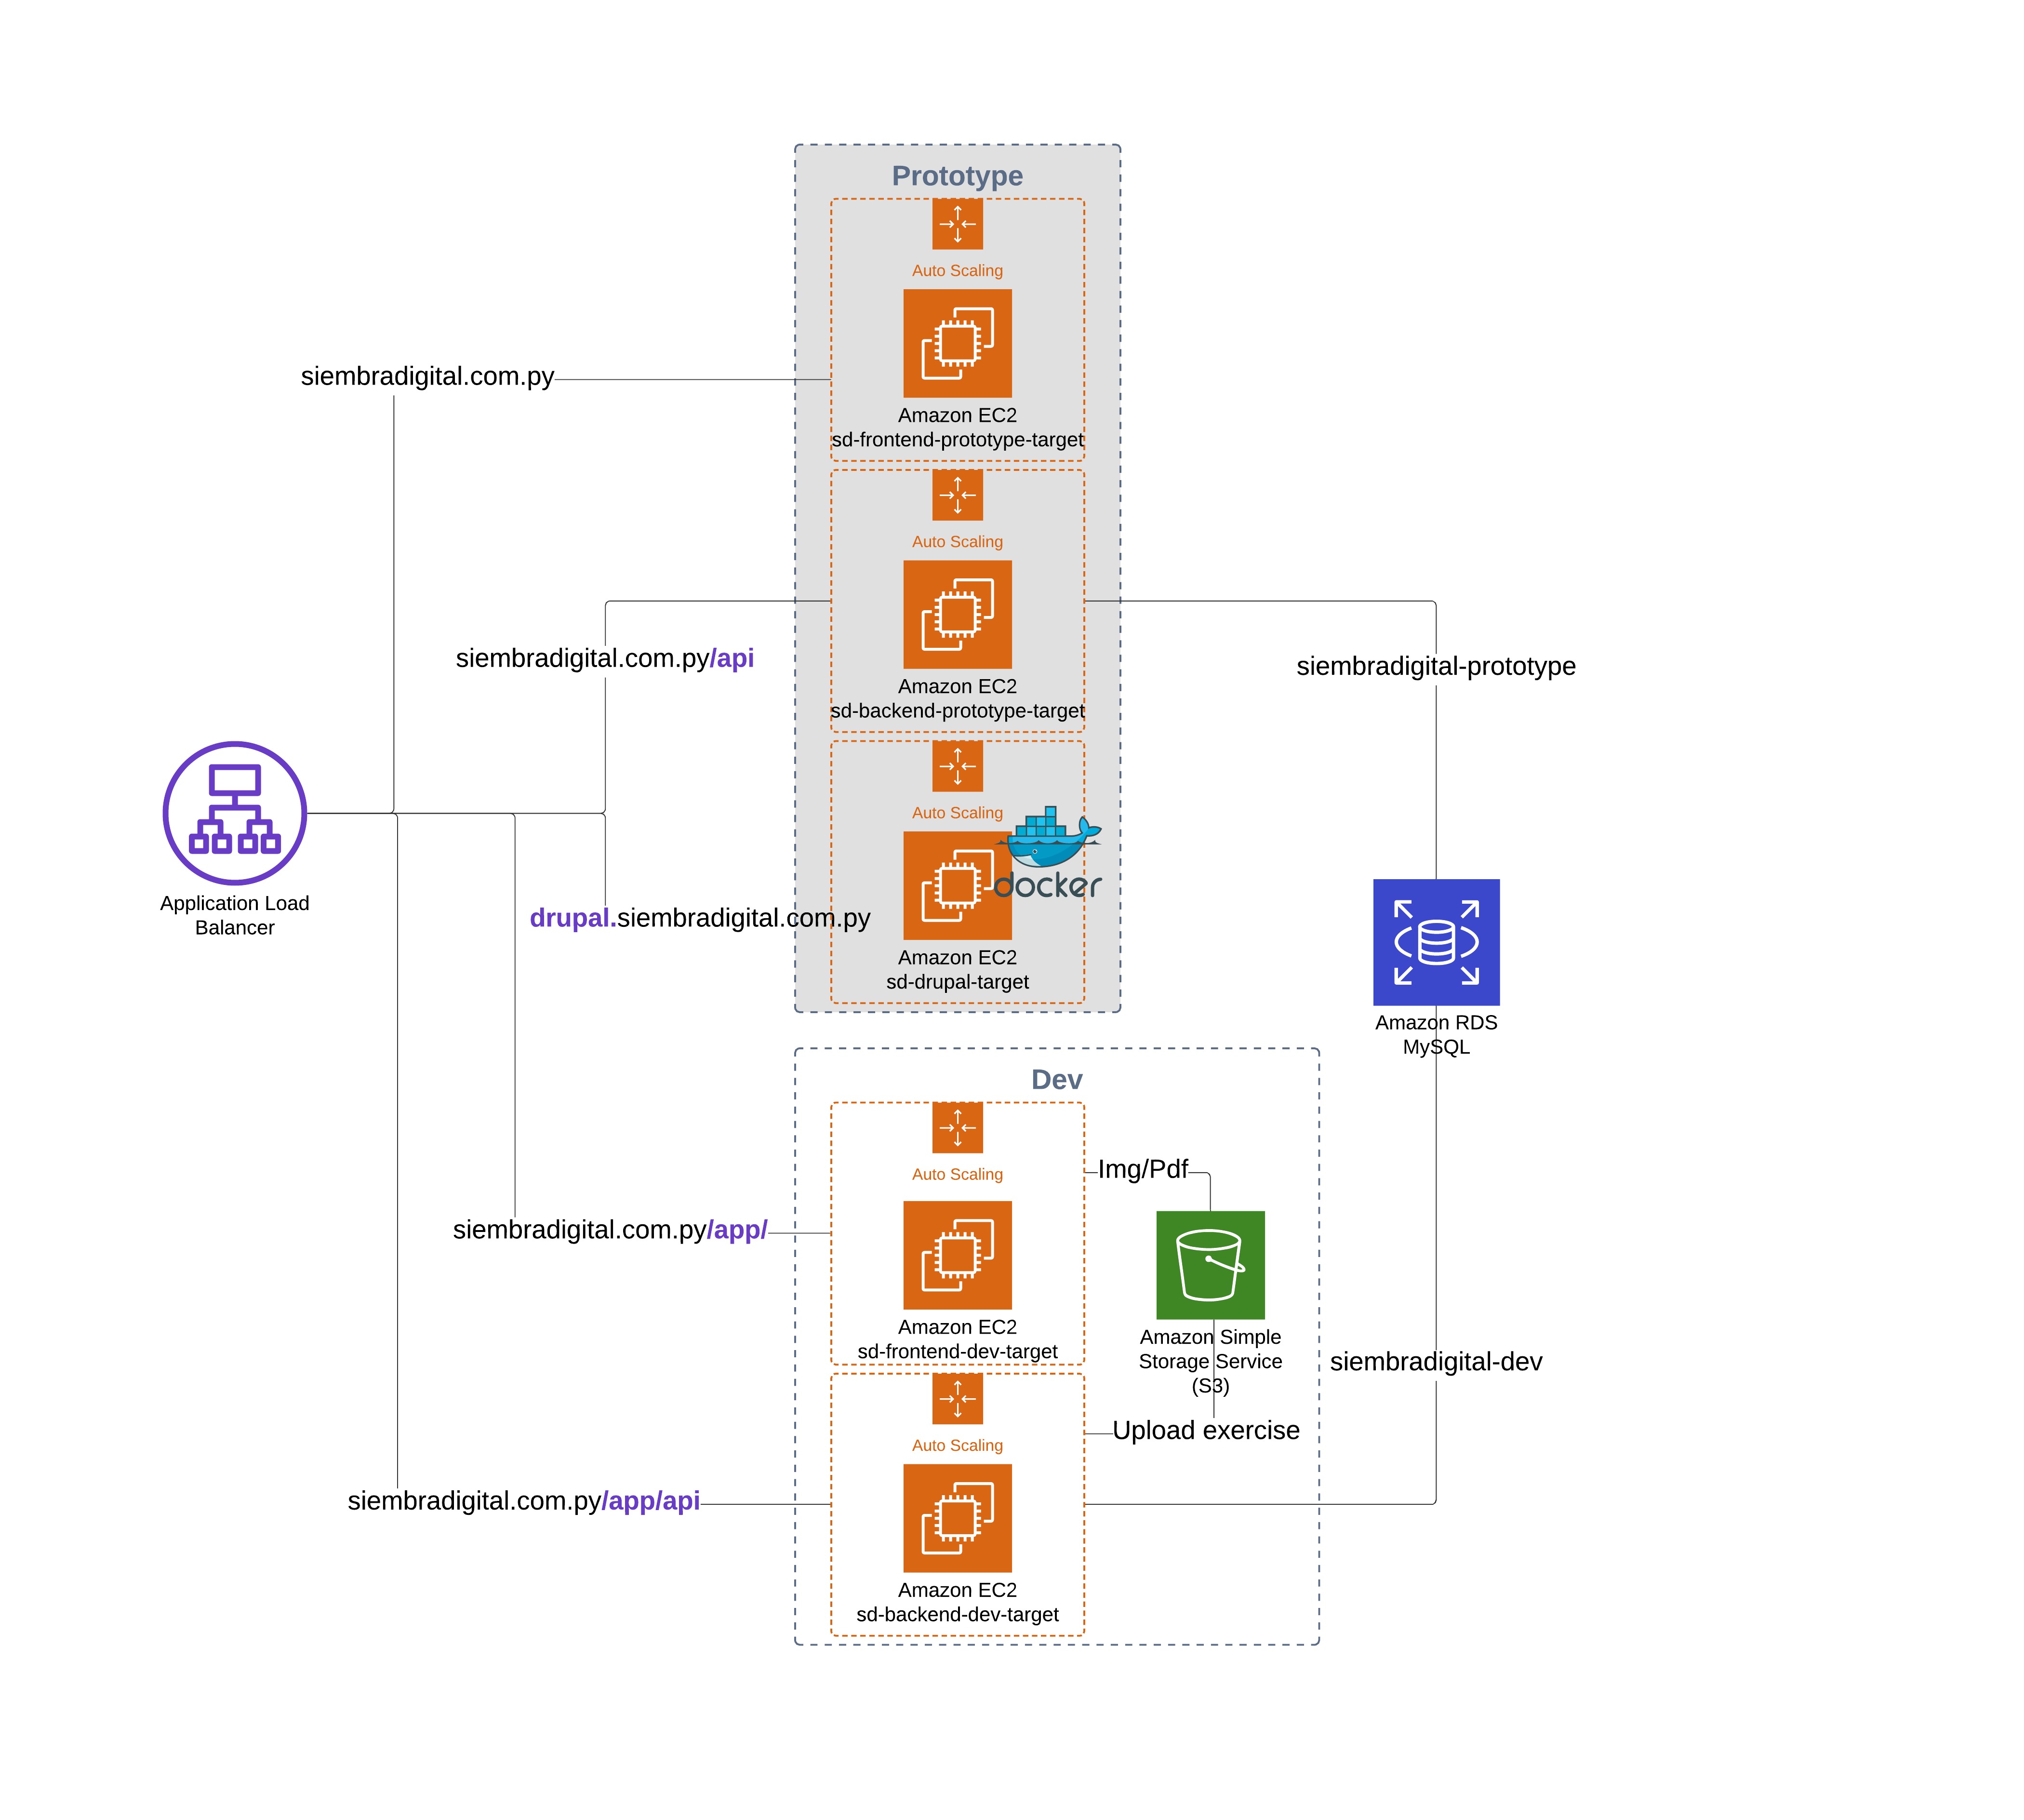 Prototype
Auto Scaling
Amazon EC2
sd-frontend-prototype-target
siembradigital.com.py
Auto Scaling
Amazon EC2
sd-backend-prototype-target
siembradigital.com.py/api
siembradigital-prototype
Auto Scaling
docker
Amazon EC2
sd-drupal-target
drupal.siembradigital.com.py
Application Load
Balancer
Amazon RDS
MySQL
Dev
Auto Scaling
Amazon EC2
sd-frontend-dev-target
siembradigital.com.py/app/
Img/Pdf
Amazon Simple
Storage Service
(S3)
siembradigital-dev
Upload exercise
Auto Scaling
Amazon EC2
sd-backend-dev-target
siembradigital.com.py/app/api